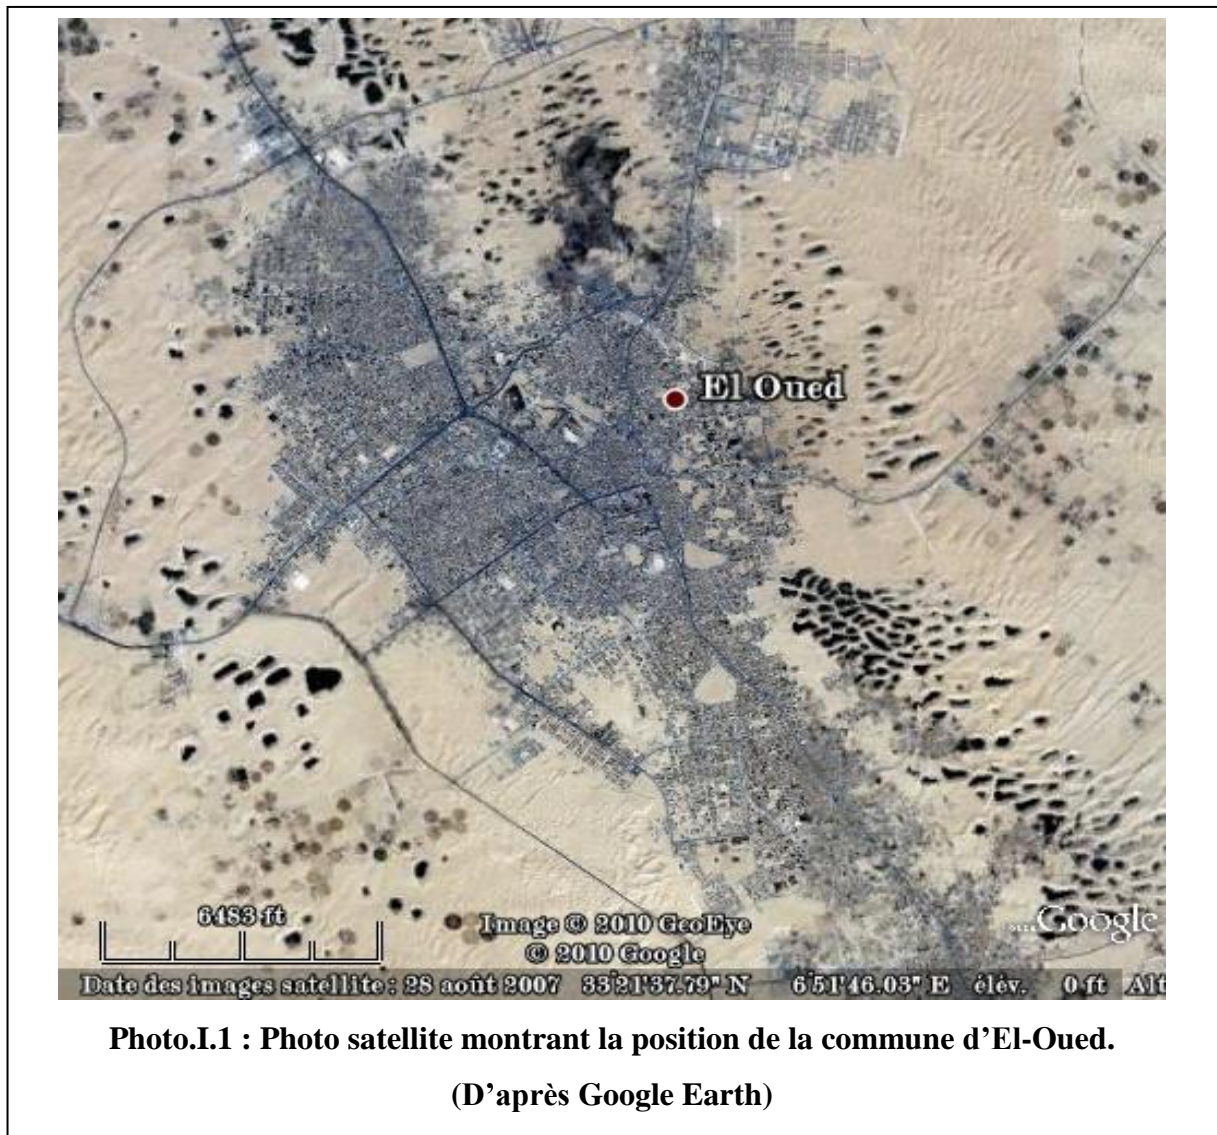 El Oued
6483 ft
Image © 2010 GeoEye
© 2010 Google
Google
Date des images satellite : 28 août 2007 33°21'37.79" N 6°51'46.03" E élév. 0 ft Alt
Photo.I.1 : Photo satellite montrant la position de la commune d’El-Oued.
(D’après Google Earth)